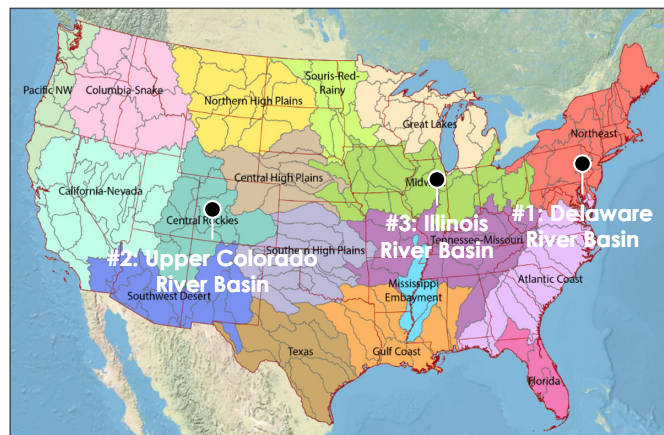 Souris-Red-
Rainy
Pacific NW
Columbia-Snake
Northern High Plains
Great Lakes
Northeast
California-Nevada
Central High Plains
Midw
Central Rockies
#1: Delaware
River Basin
#3: Illinois
River Basin
Tennessee-Missouri
#2: Upper Colorado
River Basin
Southern High Plains
Atlantic Coast
Mississippi
Embayment
Southwest Desert
Texas
Gulf Coast
Florida